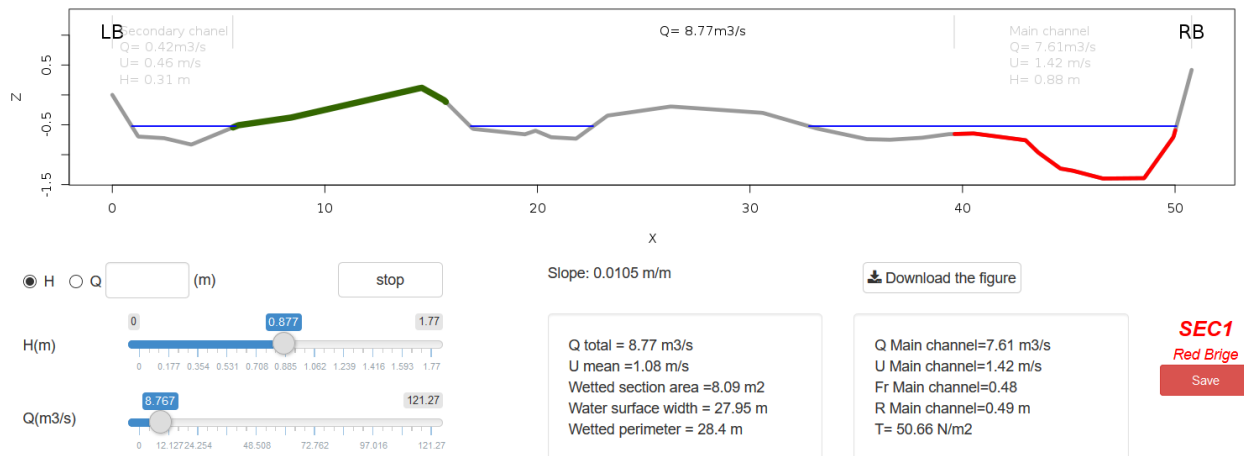 LB
Secondary chanel
Q= 0.42m3/s
U= 0.46 m/s
H= 0.31 m
Q= 8.77m3/s
Main channel
Q= 7.61m3/s
U= 1.42 m/s
H= 0.88 m
RB
Z
0.5
-0.5
-1.5
0 10 20 30 40 50
X
H Q (m) stop
Slope: 0.0105 m/m
Download the figure
H(m)
0 0.877 1.77
0 0.177 0.354 0.531 0.708 0.885 1.062 1.239 1.416 1.593 1.77
Q(m3/s)
8.767 121.27
0 12.127 24.254 48.508 72.762 97.016 121.27
Q total = 8.77 m3/s
U mean =1.08 m/s
Wetted section area =8.09 m2
Water surface width = 27.95 m
Wetted perimeter = 28.4 m
Q Main channel=7.61 m3/s
U Main channel=1.42 m/s
Fr Main channel=0.48
R Main channel=0.49 m
T= 50.66 N/m2
SEC1
Red Brige
Save